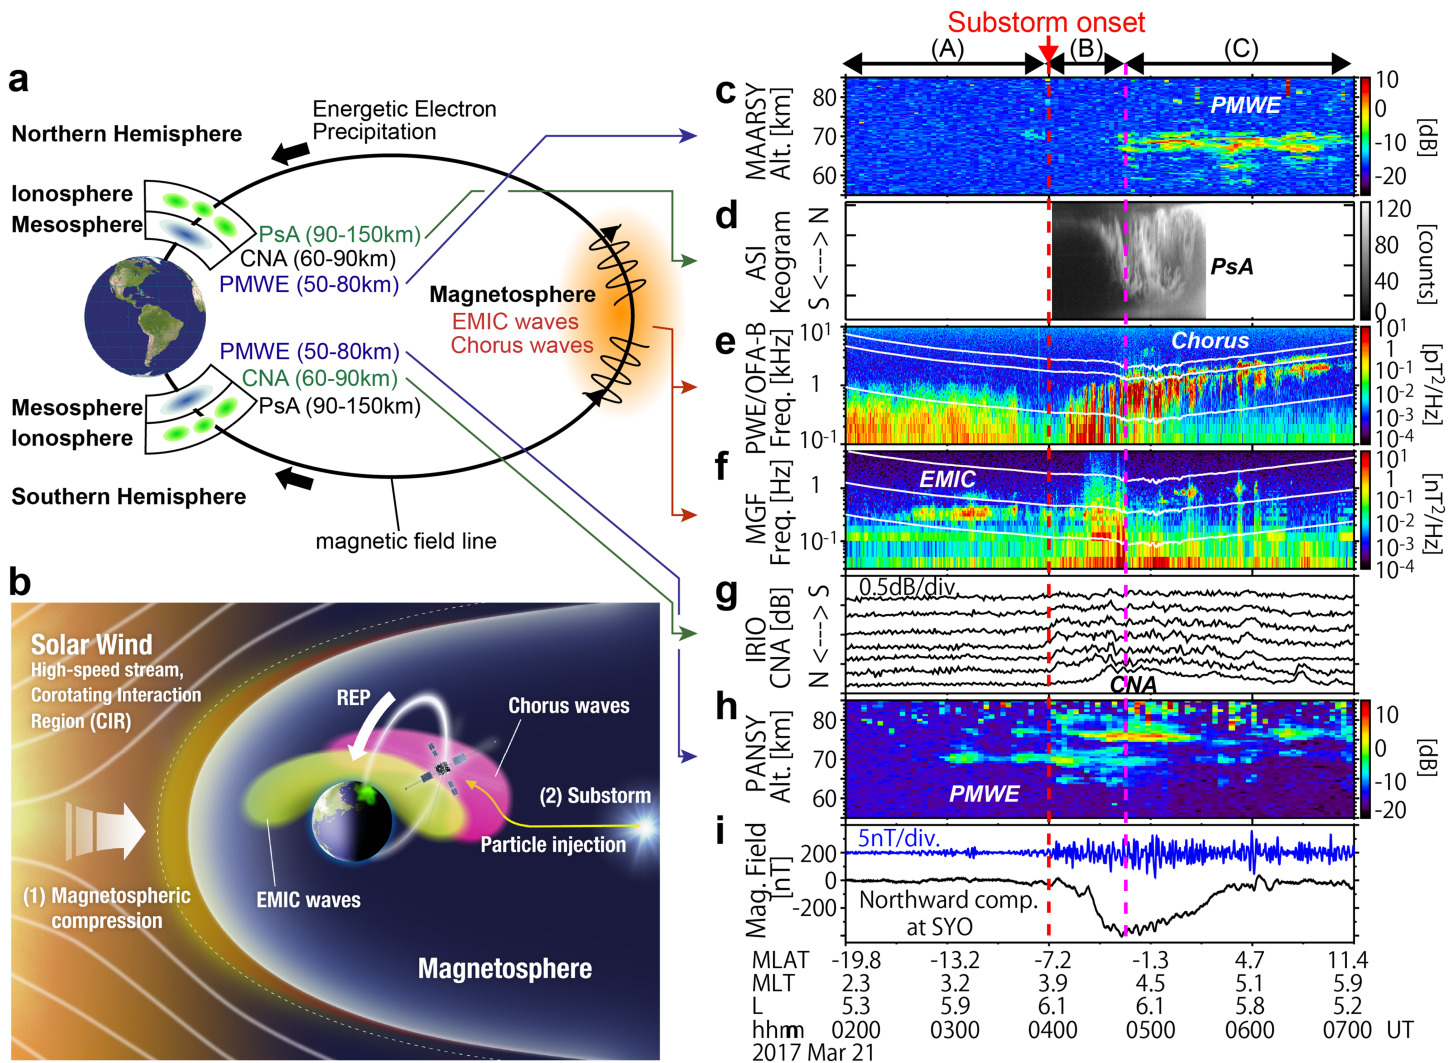 a
Energetic Electron
Precipitation
Northern Hemisphere
Ionosphere
Mesosphere
PsA (90-150km)
CNA (60-90km)
PMWE (50-80km)
Magnetosphere
EMIC waves
Chorus waves
PMWE (50-80km)
CNA (60-90km)
PsA (90-150km)
Mesosphere
Ionosphere
Southern Hemisphere
magnetic field line
b
Solar Wind
High-speed stream,
Corotating Interaction
Region (CIR)
REP
Chorus waves
(2) Substorm
Particle injection
EMIC waves
(1) Magnetospheric
compression
Magnetosphere
Substorm onset
(A)
(B)
(C)
c
MAARSY
Alt. [km]
80
70
60
PMWE
10
0
-10
-20
[dB]
d
ASI
Keogram
S <---> N
PsA
120
80
40
0
[counts]
e
PWE/OFA-B
Freq. [kHz]
10¹
1
10⁻¹
Chorus
10¹
1
10⁻¹
10⁻²
10⁻³
10⁻⁴
[pT²/Hz]
f
MGF
Freq. [Hz]
1
10⁻¹
EMIC
10¹
1
10⁻¹
10⁻²
10⁻³
10⁻⁴
[nT²/Hz]
g
IRIO
CNA [dB]
N <---> S
0.5dB/div.
CNA
h
PANSY
Alt. [km]
80
70
60
PMWE
10
0
-10
-20
[dB]
i
Mag. Field
[nT]
200
0
-200
5nT/div.
Northward comp.
at SYO
MLAT -19.8 -13.2 -7.2 -1.3 4.7 11.4
MLT 2.3 3.2 3.9 4.5 5.1 5.9
L 5.3 5.9 6.1 6.1 5.8 5.2
hhmm 0200 0300 0400 0500 0600 0700 UT
2017 Mar 21